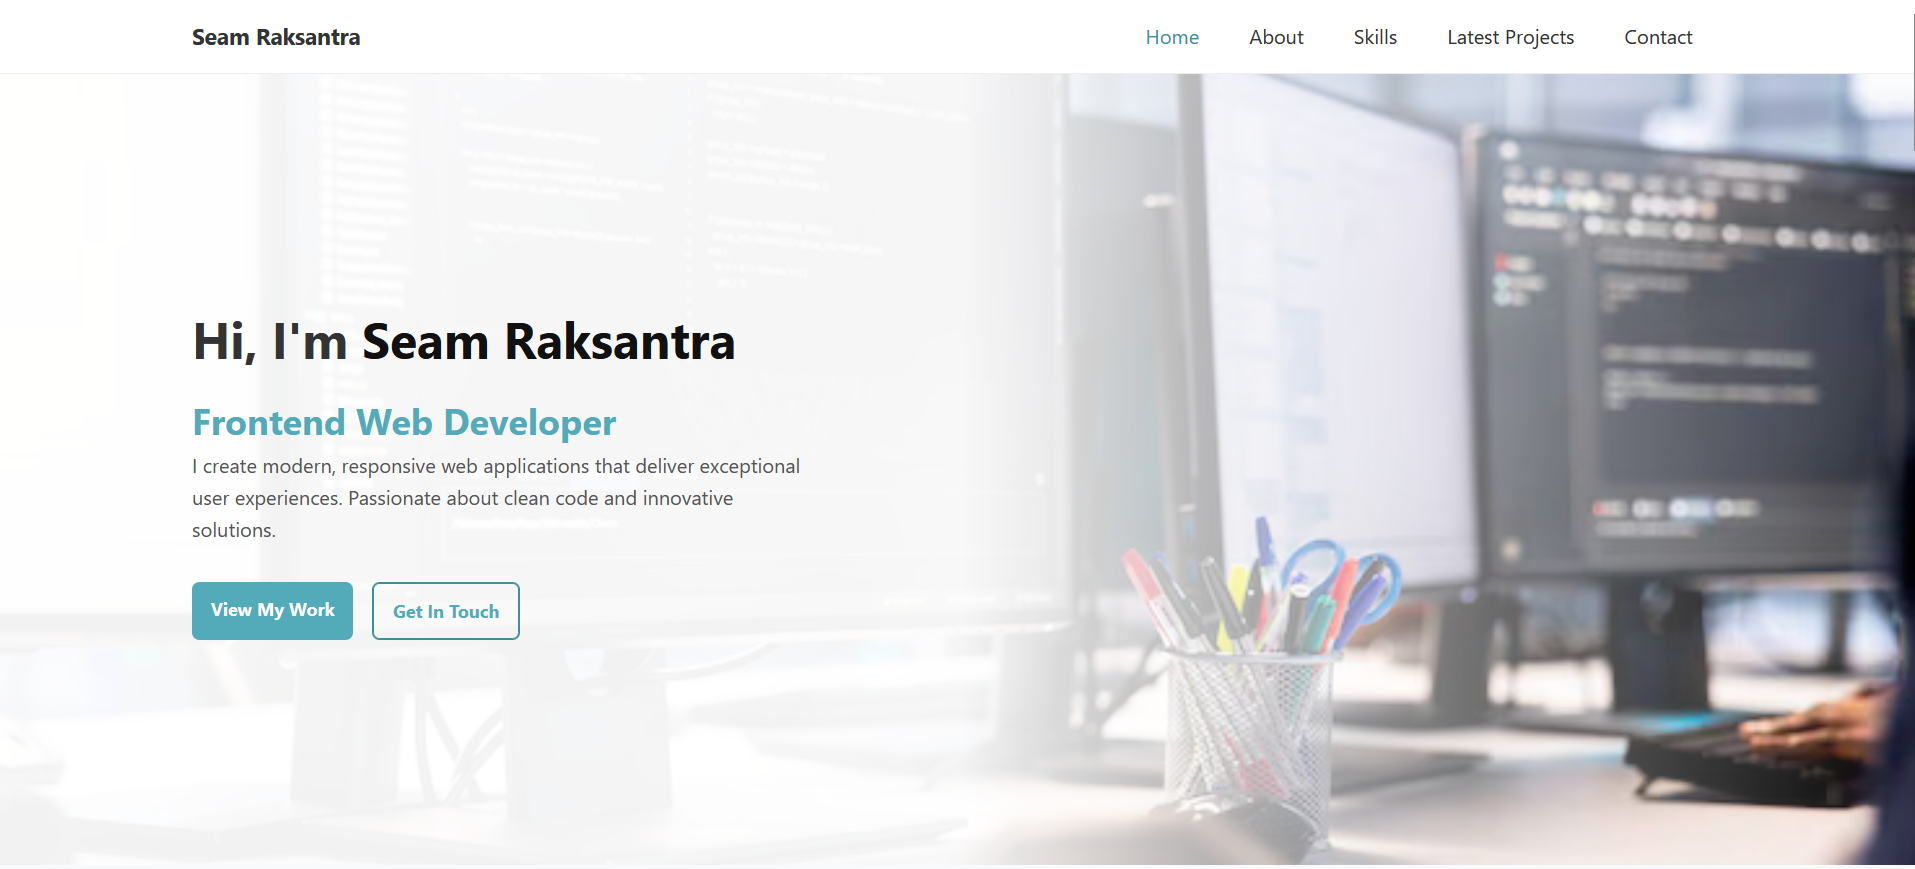 Seam Raksantra
Home About Skills Latest Projects Contact
Hi, I'm Seam Raksantra
Frontend Web Developer
I create modern, responsive web applications that deliver exceptional
user experiences. Passionate about clean code and innovative
solutions.
View My Work
Get In Touch